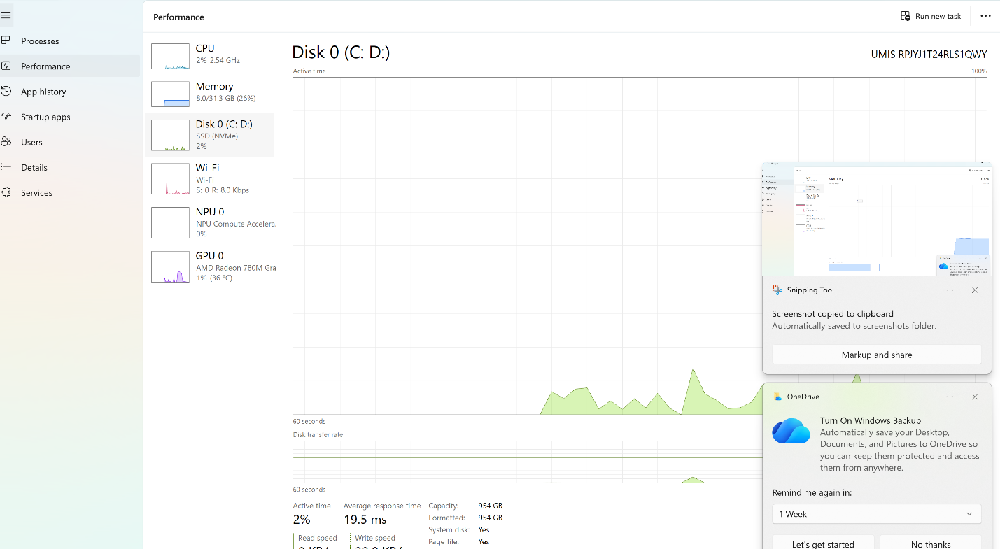 Performance
Run new task
Processes
Performance
App history
Startup apps
Users
Details
Services
CPU
2% 2.54 GHz
Memory
8.0/31.3 GB (26%)
Disk 0 (C: D:)
SSD (NVMe)
2%
Wi-Fi
Wi-Fi
S: 0 R: 8.0 Kbps
NPU 0
NPU Compute Accelera
0%
GPU 0
AMD Radeon 780M Gra
1% (36 °C)
Disk 0 (C: D:)
UMIS RPJYJ1T24RLS1QWY
Active time
100%
60 seconds
Disk transfer rate
60 seconds
Active time
2%
Average response time
19.5 ms
Capacity: 954 GB
Formatted: 954 GB
System disk: Yes
Page file: Yes
Read speed
Write speed
Memory
Snipping Tool
Screenshot copied to clipboard
Automatically saved to screenshots folder.
Markup and share
OneDrive
Turn On Windows Backup
Automatically save your Desktop,
Documents, and Pictures to OneDrive so
you can keep them protected and access
them from anywhere.
Remind me again in:
1 Week
Let's get started
No thanks